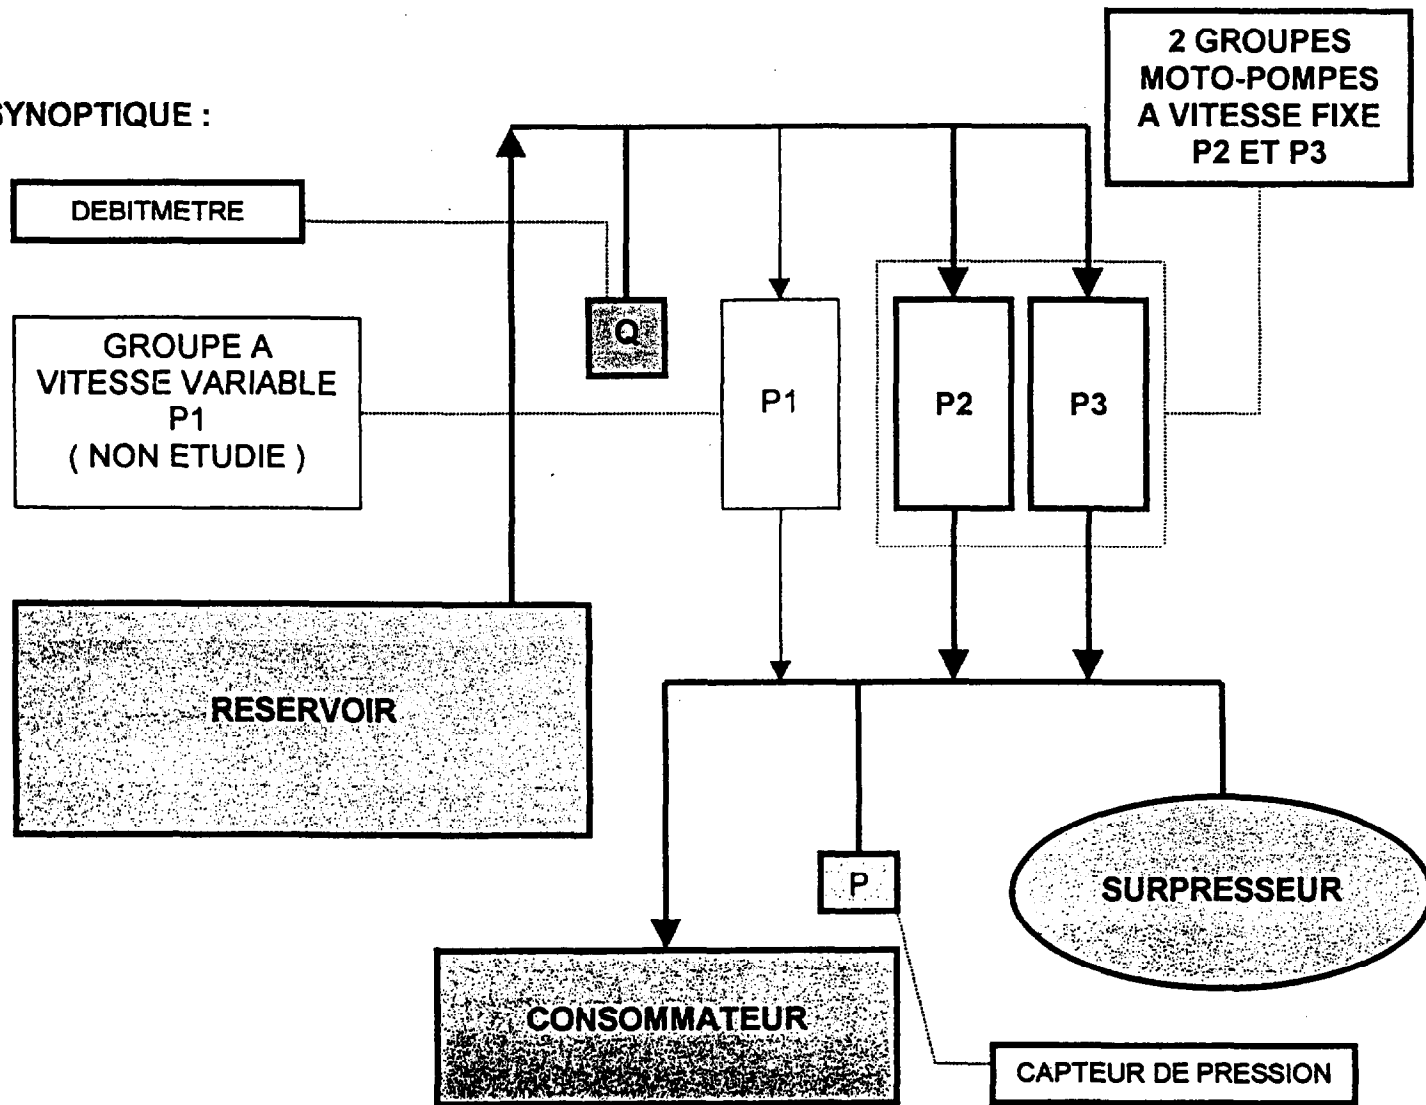 2 GROUPES
MOTO-POMPES
A VITESSE FIXE
P2 ET P3
SYNOPTIQUE :
DEBITMETRE
Q
GROUPE A
VITESSE VARIABLE
P1
( NON ETUDIE )
P1
P2
P3
RESERVOIR
P
SURPRESSEUR
CONSOMMATEUR
CAPTEUR DE PRESSION